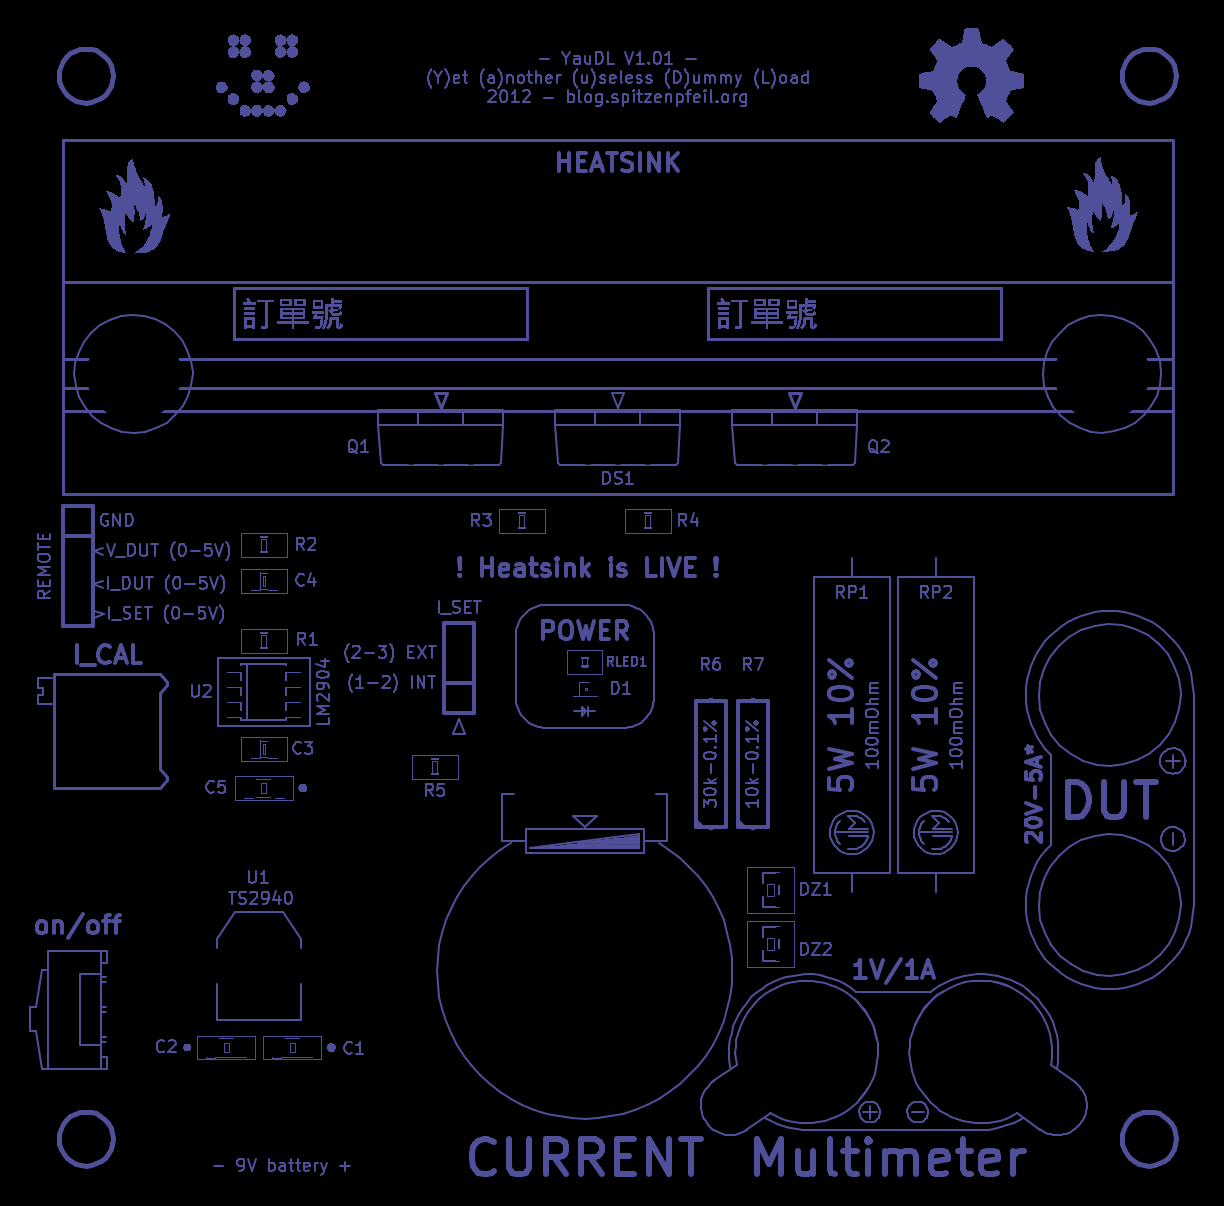 - YauDL V1.01 -
(Y)et (a)nother (u)seless (D)ummy (L)oad
2012 - blog.spitzenpfeil.org
HEATSINK
訂單號
訂單號
Q1
DS1
Q2
REMOTE
GND
<V_DUT (0-5V)
<I_DUT (0-5V)
>I_SET (0-5V)
R2
C4
R1
R3
R4
! Heatsink is LIVE !
I_CAL
U2
LM2904
C3
C5
I_SET
(2-3) EXT
(1-2) INT
R5
POWER
RLED1
D1
R6
R7
30k-0.1%
10k-0.1%
RP1
RP2
5W 10%
100mOhm
5W 10%
100mOhm
20V-5A*
DUT
+
-
DZ1
DZ2
U1
TS2940
on/off
C2
C1
1V/1A
+
-
- 9V battery +
CURRENT
Multimeter